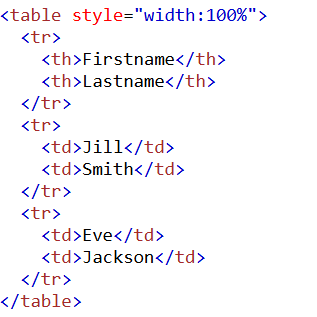 <table style="width:100%">
  <tr>
    <th>Firstname</th>
    <th>Lastname</th>
  </tr>
  <tr>
    <td>Jill</td>
    <td>Smith</td>
  </tr>
  <tr>
    <td>Eve</td>
    <td>Jackson</td>
  </tr>
</table>